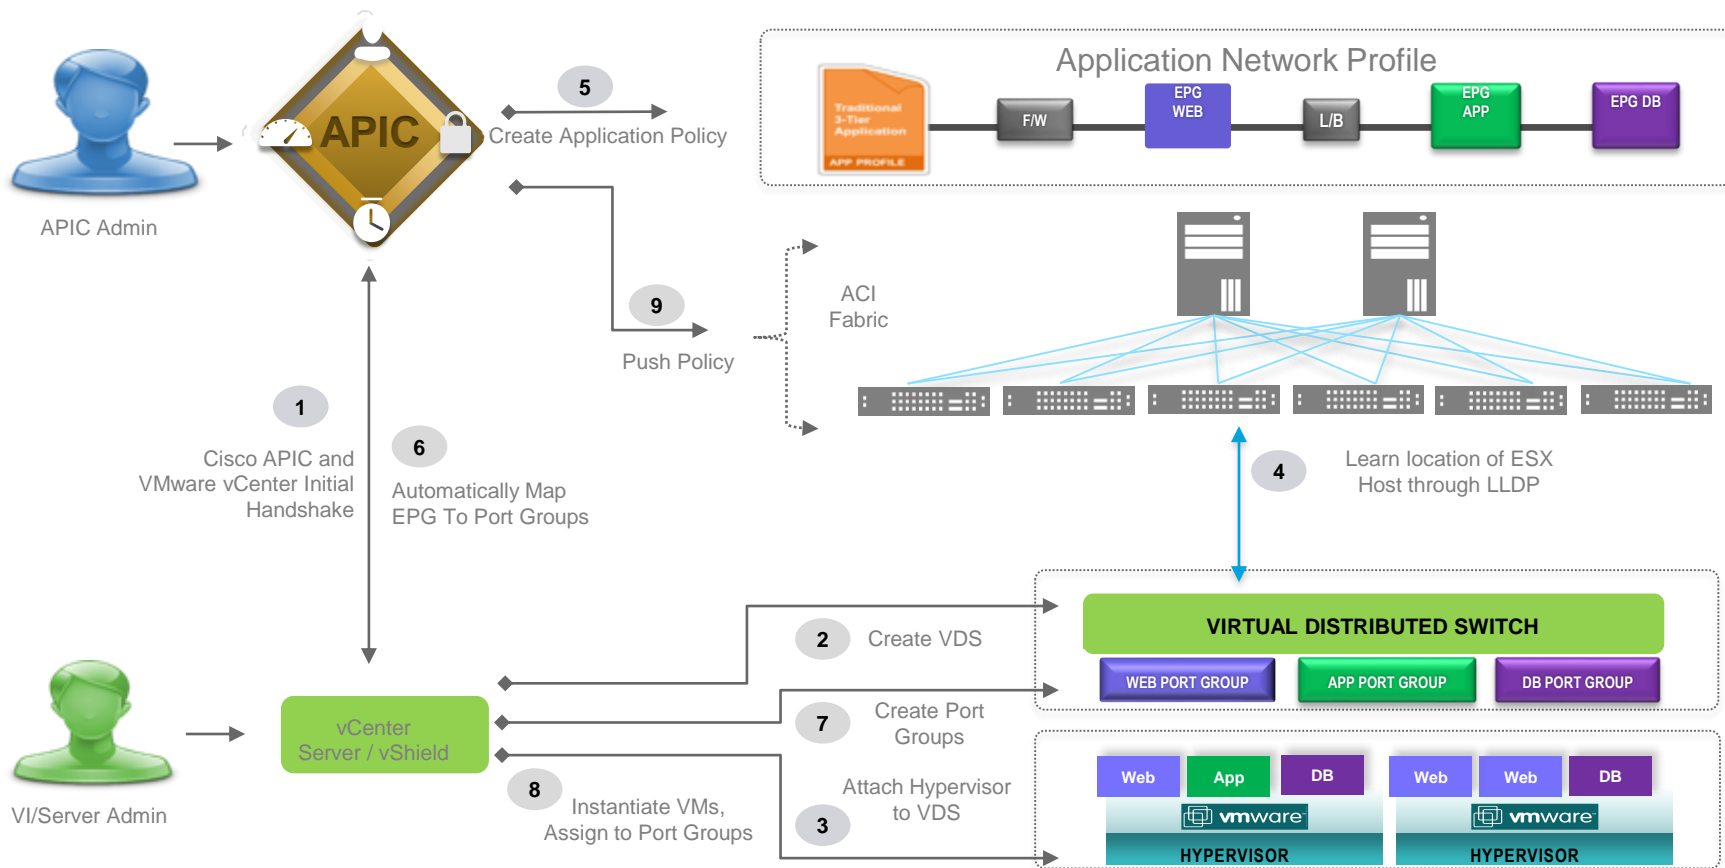 Application Network Profile
Traditional
3-Tier
Application
APP PROFILE
F/W
EPG
WEB
L/B
EPG
APP
EPG DB
5
Create Application Policy
APIC
APIC Admin
9
Push Policy
ACI
Fabric
1
Cisco APIC and
VMware vCenter Initial
Handshake
6
Automatically Map
EPG To Port Groups
4
Learn location of ESX
Host through LLDP
2
Create VDS
VIRTUAL DISTRIBUTED SWITCH
WEB PORT GROUP
APP PORT GROUP
DB PORT GROUP
vCenter
Server / vShield
VI/Server Admin
7
Create Port
Groups
8
Instantiate VMs,
Assign to Port Groups
3
Attach Hypervisor
to VDS
Web
App
DB
Web
Web
DB
vmware
vmware
HYPERVISOR
HYPERVISOR